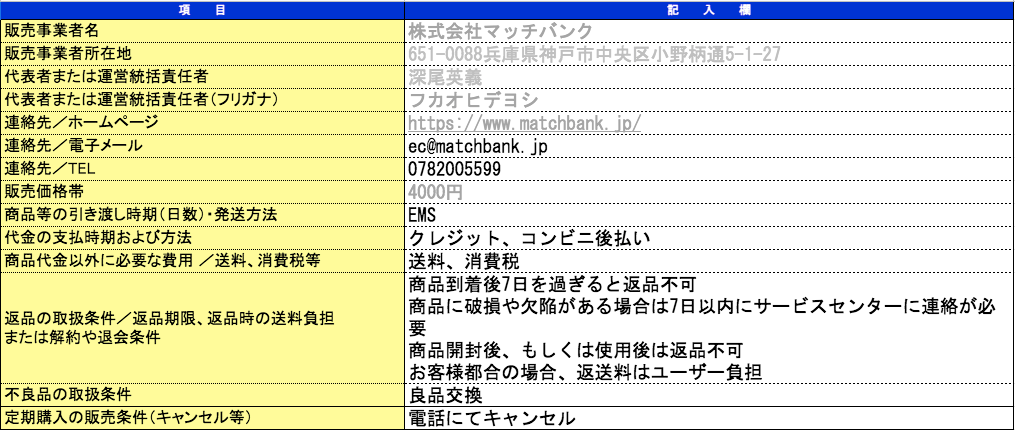 項　目　記　入　欄
販売事業者名　株式会社マッチバンク
販売事業者所在地　651-0088兵庫県神戸市中央区小野柄通5-1-27
代表者または運営統括責任者　深尾英義
代表者または運営統括責任者(フリガナ)　フカオヒデヨシ
連絡先／ホームページ　https://www.matchbank.jp/
連絡先／電子メール　ec@matchbank.jp
連絡先／TEL　0782005599
販売価格帯　4000円
商品等の引き渡し時期(日数)・発送方法　EMS
代金の支払時期および方法　クレジット、コンビニ後払い
商品代金以外に必要な費用 ／送料、消費税等　送料、消費税
返品の取扱条件／返品期限、返品時の送料負担
または解約や退会条件
商品到着後7日を過ぎると返品不可
商品に破損や欠陥がある場合は7日以内にサービスセンターに連絡が必
要
商品開封後、もしくは使用後は返品不可
お客様都合の場合、返送料はユーザー負担
不良品の取扱条件　良品交換
定期購入の販売条件(キャンセル等)　電話にてキャンセル